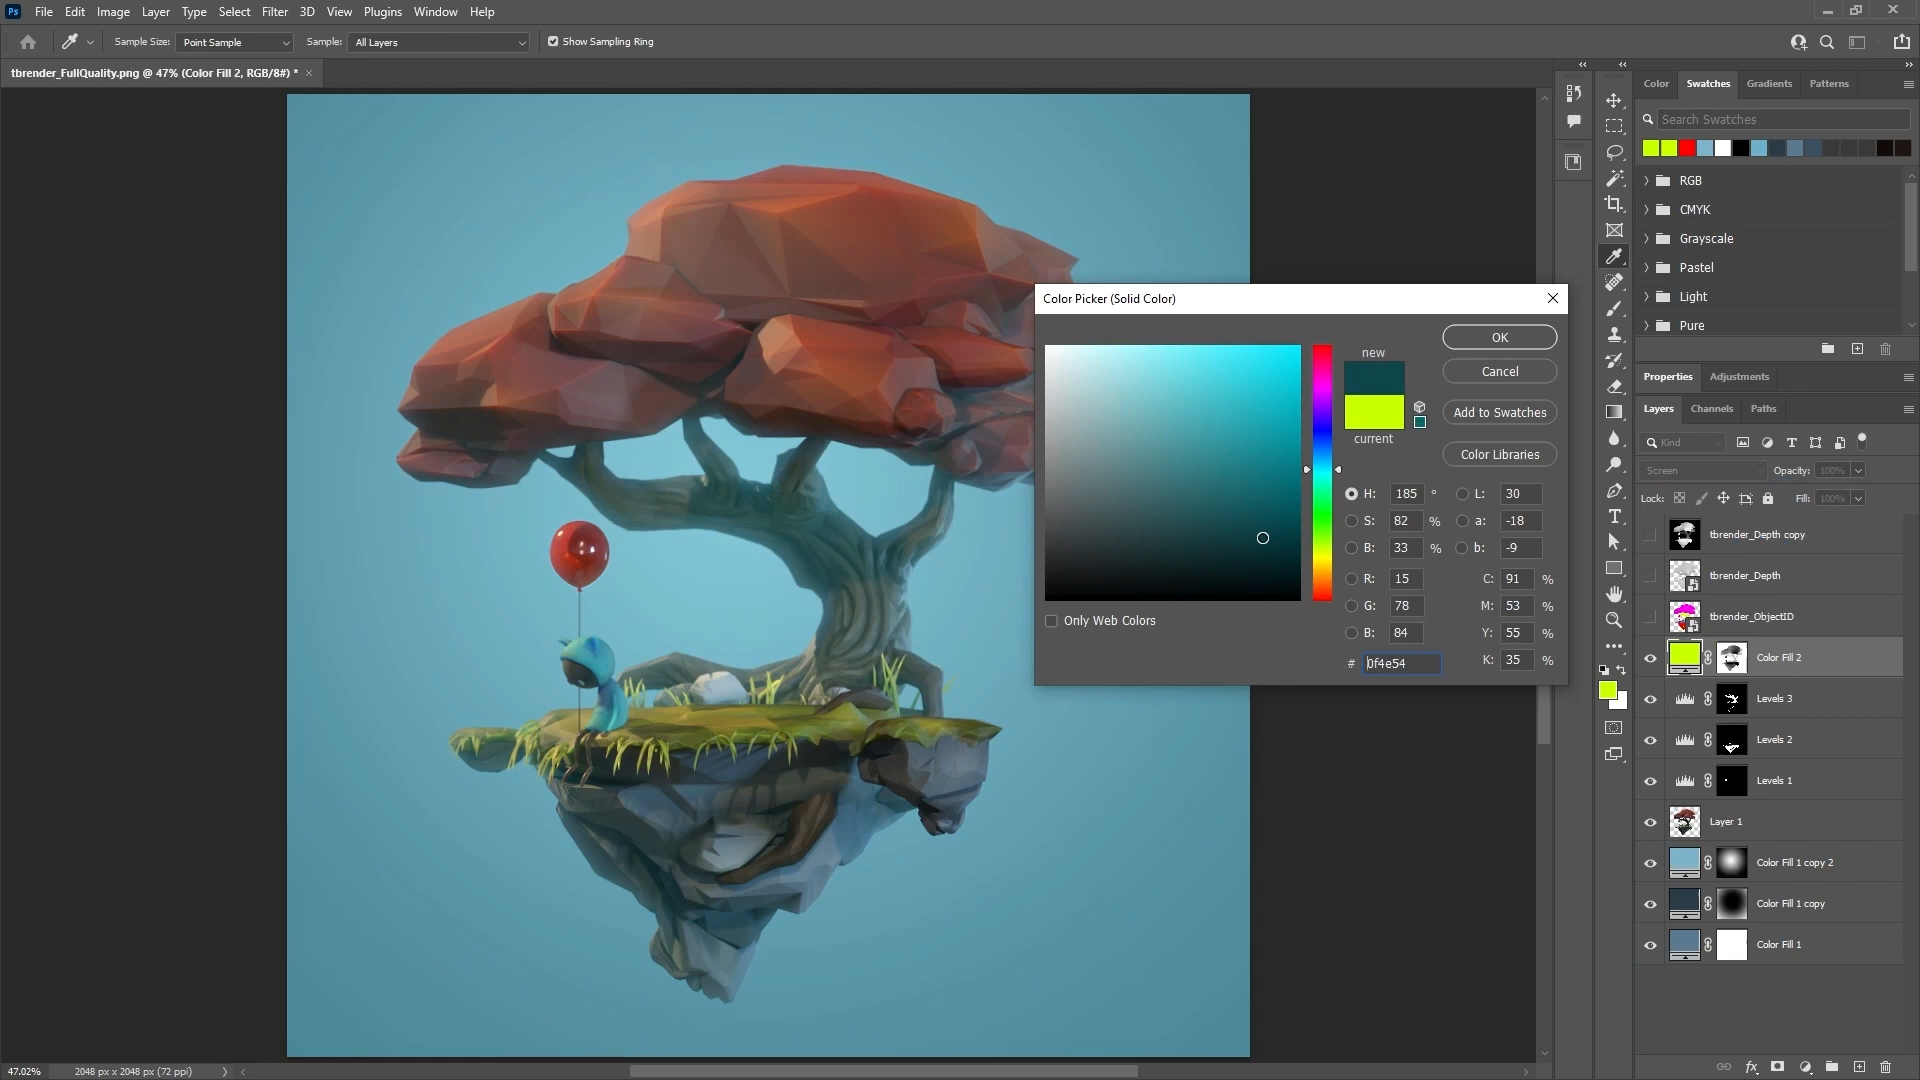 Ps File Edit Image Layer Type Select Filter 3D View Plugins Window Help
Sample Size: Point Sample Sample: All Layers Show Sampling Ring
tbrender_FullQuality.png @ 47% (Color Fill 2, RGB/8#) *
Color Swatches Gradients Patterns
Search Swatches
RGB
CMYK
Grayscale
Pastel
Light
Pure
Color Picker (Solid Color)
new
current
OK
Cancel
Add to Swatches
Color Libraries
H: 185 ° L: 30
S: 82 % a: -18
B: 33 % b: -9
R: 15 C: 91 %
G: 78 M: 53 %
B: 84 Y: 55 %
# 0f4e54 K: 35 %
Only Web Colors
Properties Adjustments
Layers Channels Paths
Kind
Screen Opacity: 100%
Lock: Fill: 100%
tbrender_Depth copy
tbrender_Depth
tbrender_ObjectID
Color Fill 2
Levels 3
Levels 2
Levels 1
Layer 1
Color Fill 1 copy 2
Color Fill 1 copy
Color Fill 1
47.02% 2048 px x 2048 px (72 ppi)